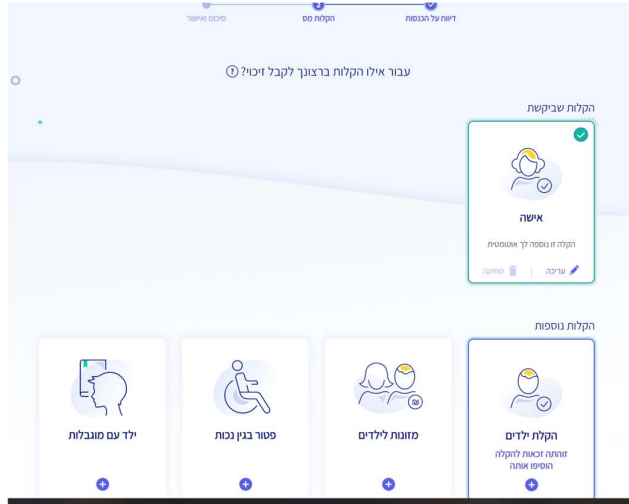 דיווח על הכנסות
הקלות מס
סיכום ואישור
עבור אילו הקלות ברצונך לקבל זיכוי?
הקלות שביקשת
אישה
הקלה זו נוספה לך אוטומטית
עריכה
מחיקה
הקלות נוספות
הקלת ילדים
זוהתה זכאות להקלה
הוסיפו אותה
מזונות לילדים
פטור בגין נכות
ילד עם מוגבלות